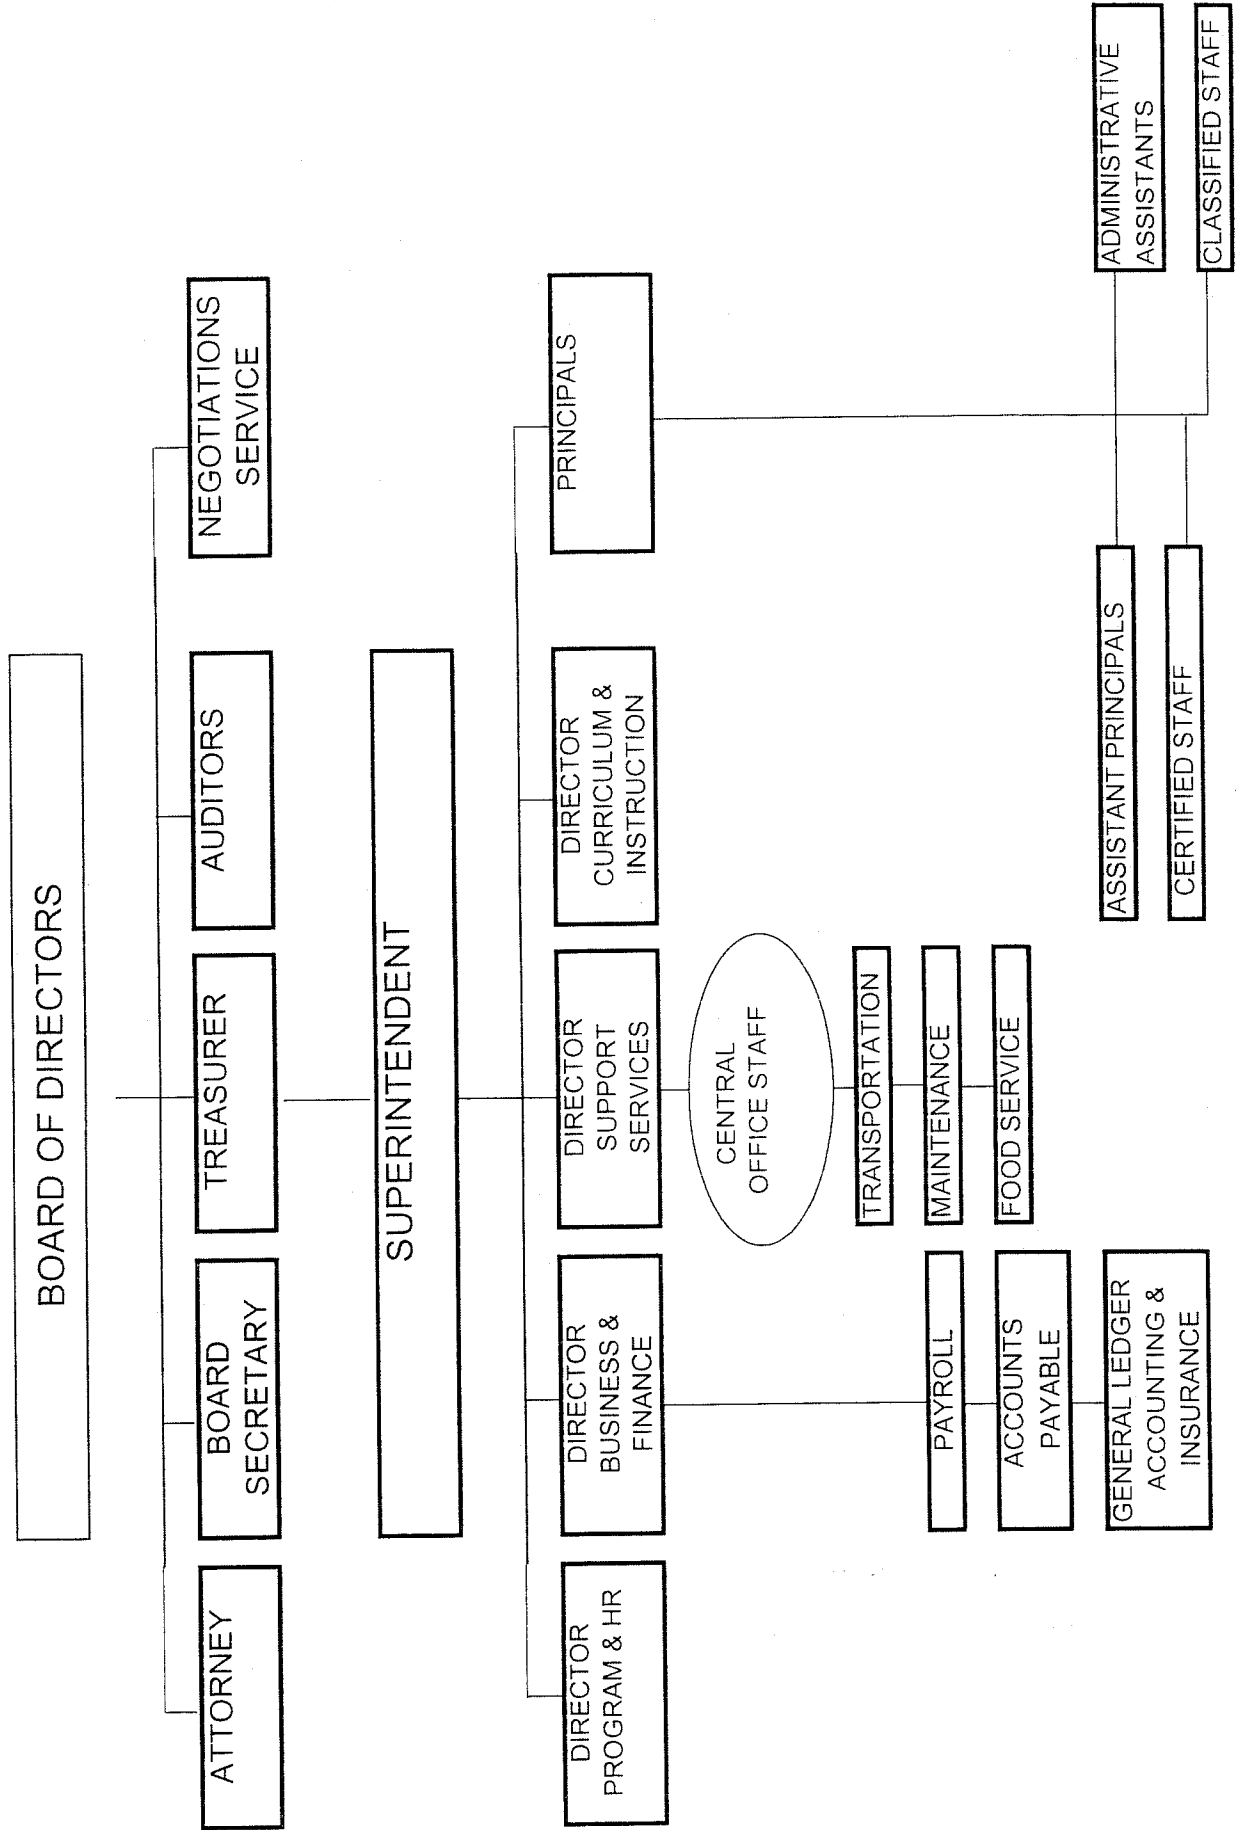 BOARD OF DIRECTORS
ATTORNEY
BOARD
SECRETARY
TREASURER
AUDITORS
NEGOTIATIONS
SERVICE
SUPERINTENDENT
DIRECTOR
PROGRAM & HR
DIRECTOR
BUSINESS &
FINANCE
DIRECTOR
SUPPORT
SERVICES
DIRECTOR
CURRICULUM &
INSTRUCTION
PRINCIPALS
CENTRAL
OFFICE STAFF
TRANSPORTATION
MAINTENANCE
FOOD SERVICE
PAYROLL
ACCOUNTS
PAYABLE
GENERAL LEDGER
ACCOUNTING &
INSURANCE
ASSISTANT PRINCIPALS
ADMINISTRATIVE
ASSISTANTS
CERTIFIED STAFF
CLASSIFIED STAFF